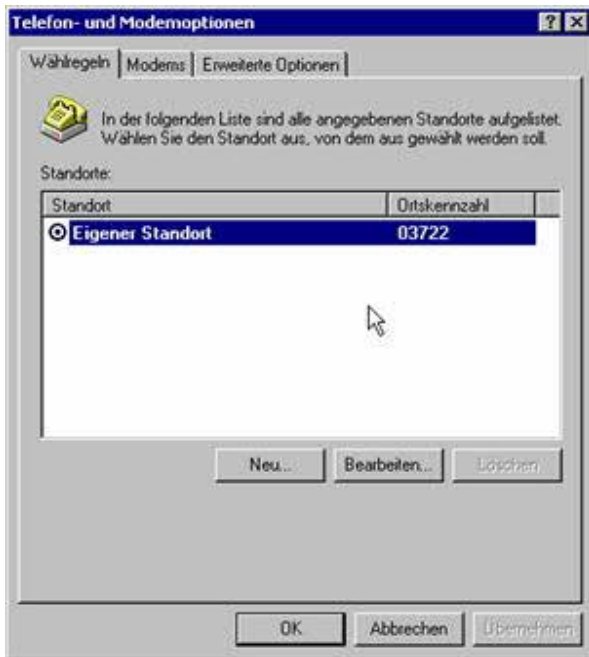 Telefon- und Modemoptionen
Wählregeln Modems Erweiterte Optionen
In der folgenden Liste sind alle angegebenen Standorte aufgelistet.
Wählen Sie den Standort aus, von dem aus gewählt werden soll.
Standorte:
Standort Ortskennzahl
Eigener Standort 03722
Neu... Bearbeiten... Löschen
OK Abbrechen Übernehmen